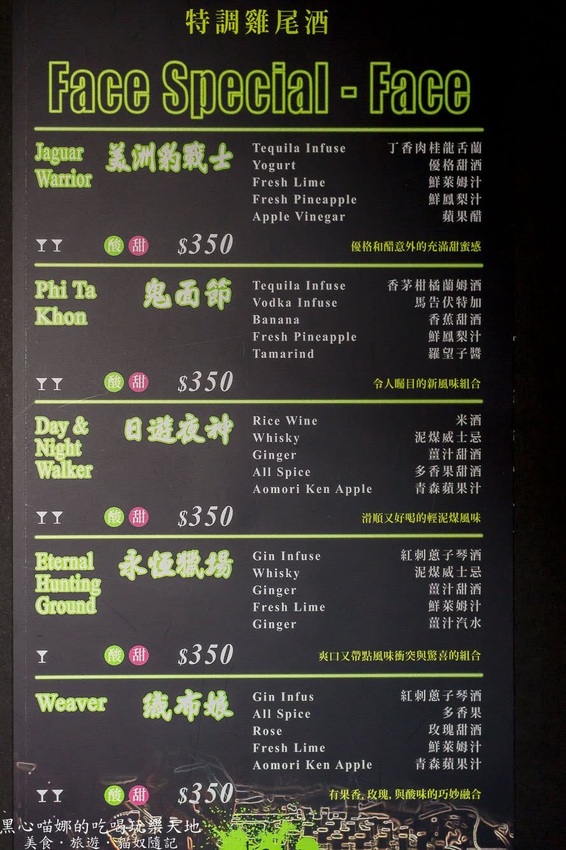 特調雞尾酒
Face Special - Face
Jaguar Warrior 美洲豹戰士
Tequila Infuse 丁香肉桂龍舌蘭
Yogurt 優格甜酒
Fresh Lime 鮮萊姆汁
Fresh Pineapple 鮮鳳梨汁
Apple Vinegar 蘋果醋
酸 甜 $350 優格和醋意外的充滿甜蜜感
Phi Ta Khon 鬼面節
Tequila Infuse 香茅柑橘蘭姆酒
Vodka Infuse 馬告伏特加
Banana 香蕉甜酒
Fresh Pineapple 鮮鳳梨汁
Tamarind 羅望子醬
酸 甜 $350 令人矚目的新風味組合
Day & Night Walker 日遊夜神
Rice Wine 米酒
Whisky 泥煤威士忌
Ginger 薑汁甜酒
All Spice 多香果甜酒
Aomori Ken Apple 青森蘋果汁
酸 甜 $350 滑順又好喝的輕泥煤風味
Eternal Hunting Ground 永恆獵場
Gin Infuse 紅刺蔥子琴酒
Whisky 泥煤威士忌
Ginger 薑汁甜酒
Fresh Lime 鮮萊姆汁
Ginger 薑汁汽水
酸 甜 $350 爽口又帶點風味衝突與驚喜的組合
Weaver 織布娘
Gin Infus 紅刺蔥子琴酒
All Spice 多香果
Rose 玫瑰甜酒
Fresh Lime 鮮萊姆汁
Aomori Ken Apple 青森蘋果汁
酸 甜 $350 有果香, 玫瑰, 與酸味的巧妙融合
黑心喵娜的吃喝玩樂天地
美食‧旅遊‧貓奴隨記